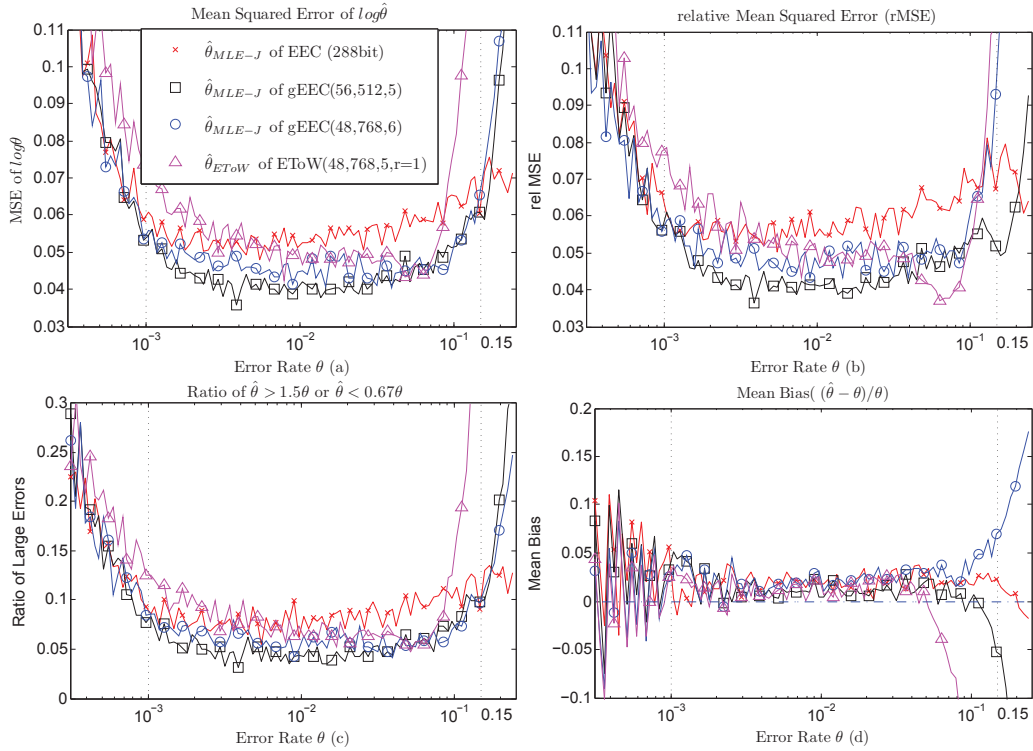 Mean Squared Error of log θ̂
MSE of log θ̂
0.11
0.1
0.09
0.08
0.07
0.06
0.05
0.04
0.03
θ̂_{MLE−J} of EEC (288bit)
θ̂_{MLE−J} of gEEC(56,512,5)
θ̂_{MLE−J} of gEEC(48,768,6)
θ̂_{EToW} of EToW(48,768,5,r=1)
10^{−3} 10^{−2} 10^{−1} 0.15
Error Rate θ (a)
relative Mean Squared Error (rMSE)
rel MSE
0.11
0.1
0.09
0.08
0.07
0.06
0.05
0.04
0.03
10^{−3} 10^{−2} 10^{−1} 0.15
Error Rate θ (b)
Ratio of θ̂ > 1.5θ or θ̂ < 0.67θ
Ratio of Large Errors
0.3
0.25
0.2
0.15
0.1
0.05
0
10^{−3} 10^{−2} 10^{−1} 0.15
Error Rate θ (c)
Mean Bias( (θ̂ − θ)/θ)
Mean Bias
0.2
0.15
0.1
0.05
0
−0.05
−0.1
10^{−3} 10^{−2} 10^{−1} 0.15
Error Rate θ (d)